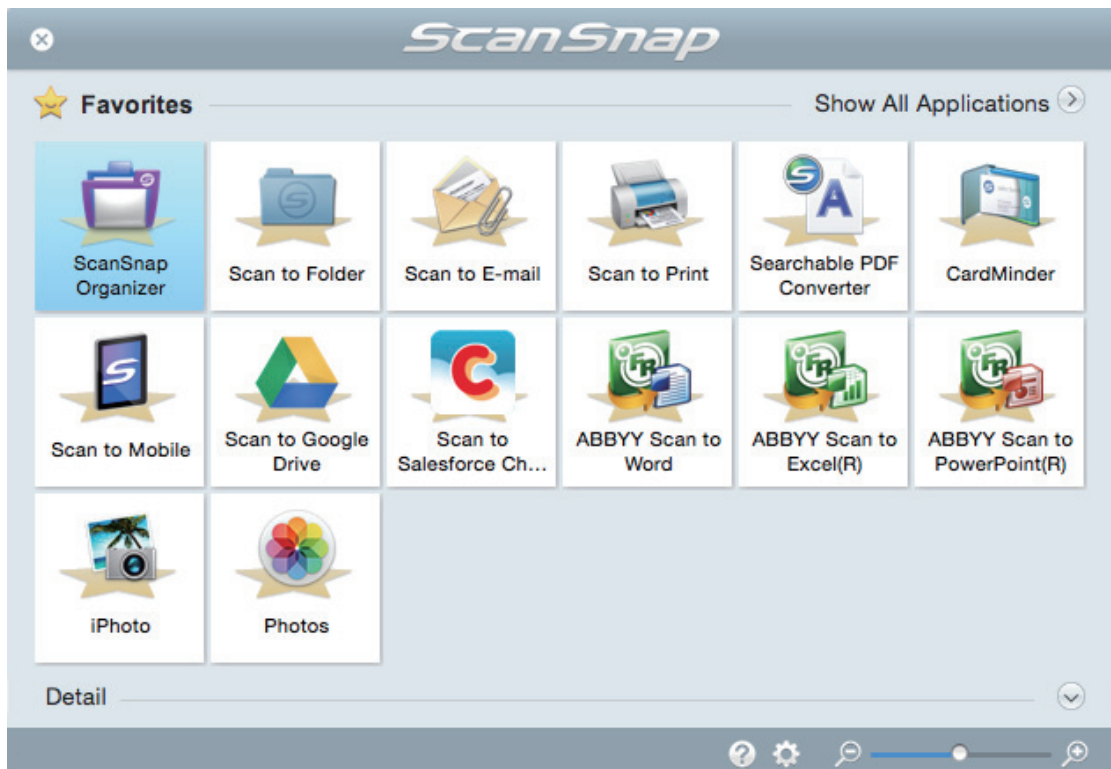 ScanSnap
Favorites
Show All Applications
ScanSnap
Organizer
Scan to Folder
Scan to E-mail
Scan to Print
Searchable PDF
Converter
CardMinder
Scan to Mobile
Scan to Google
Drive
Scan to
Salesforce Ch...
ABBYY Scan to
Word
ABBYY Scan to
Excel(R)
ABBYY Scan to
PowerPoint(R)
iPhoto
Photos
Detail